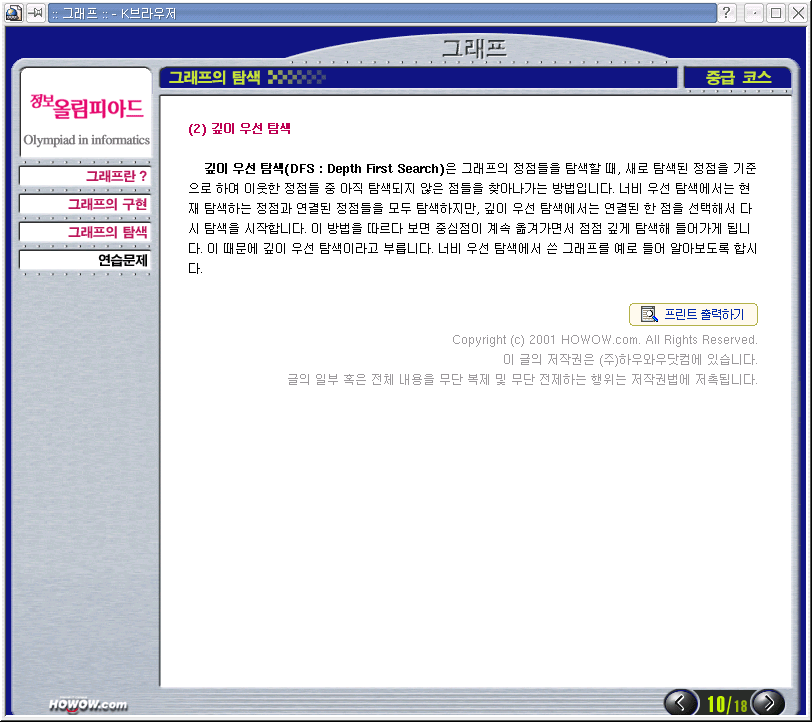 :: 그래프 :: - K브라우저
그래프
그래프의 탐색
중급 코스
정보올림피아드
Olympiad in informatics
그래프란 ?
그래프의 구현
그래프의 탐색
연습문제
(2) 깊이 우선 탐색
깊이 우선 탐색(DFS : Depth First Search)은 그래프의 정점들을 탐색할 때, 새로 탐색된 정점을 기준
으로 하며 이웃한 정점들 중 아직 탐색되지 않은 점들을 찾아나가는 방법입니다. 너비 우선 탐색에서는 현
재 탐색하는 정점과 연결된 정점들을 모두 탐색하지만, 깊이 우선 탐색에서는 연결된 한 점을 선택해서 다
시 탐색을 시작합니다. 이 방법을 따르다 보면 중심점이 계속 옮겨가면서 점점 깊게 탐색해 들어가게 됩니
다. 이 때문에 깊이 우선 탐색이라고 부릅니다. 너비 우선 탐색에서 쓴 그래프를 예로 들어 알아보도록 합시
다.
프린트 출력하기
Copyright (c) 2001 HOWOW.com. All Rights Reserved.
이 글의 저작권은 (주)하우와우닷컴에 있습니다.
글의 일부 혹은 전체 내용을 무단 복제 및 무단 전제하는 행위는 저작권법에 저촉됩니다.
HOWOW.com
10/18